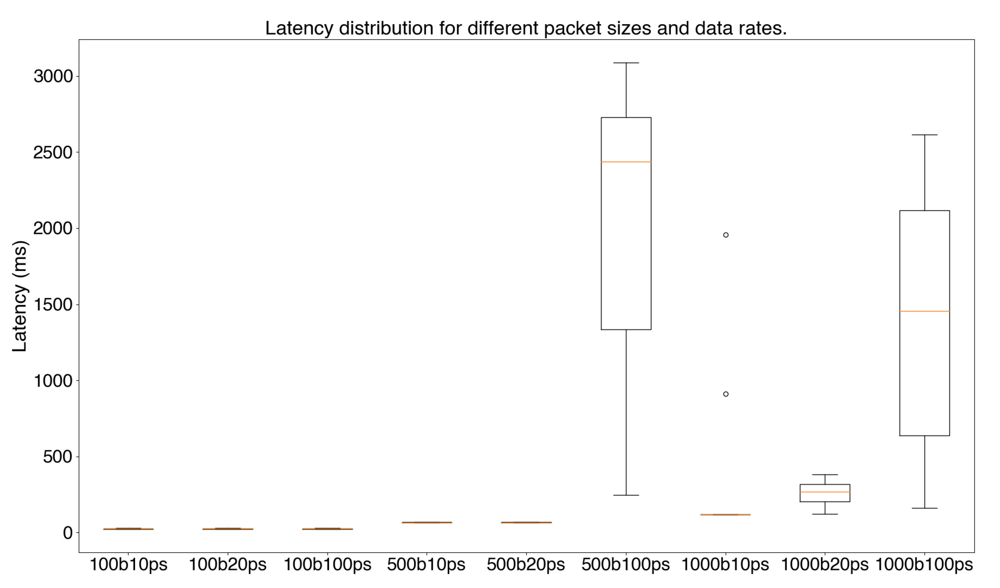 Latency distribution for different packet sizes and data rates.
Latency (ms)
3000
2500
2000
1500
1000
500
0
100b10ps 100b20ps 100b100ps 500b10ps 500b20ps 500b100ps 1000b10ps 1000b20ps 1000b100ps